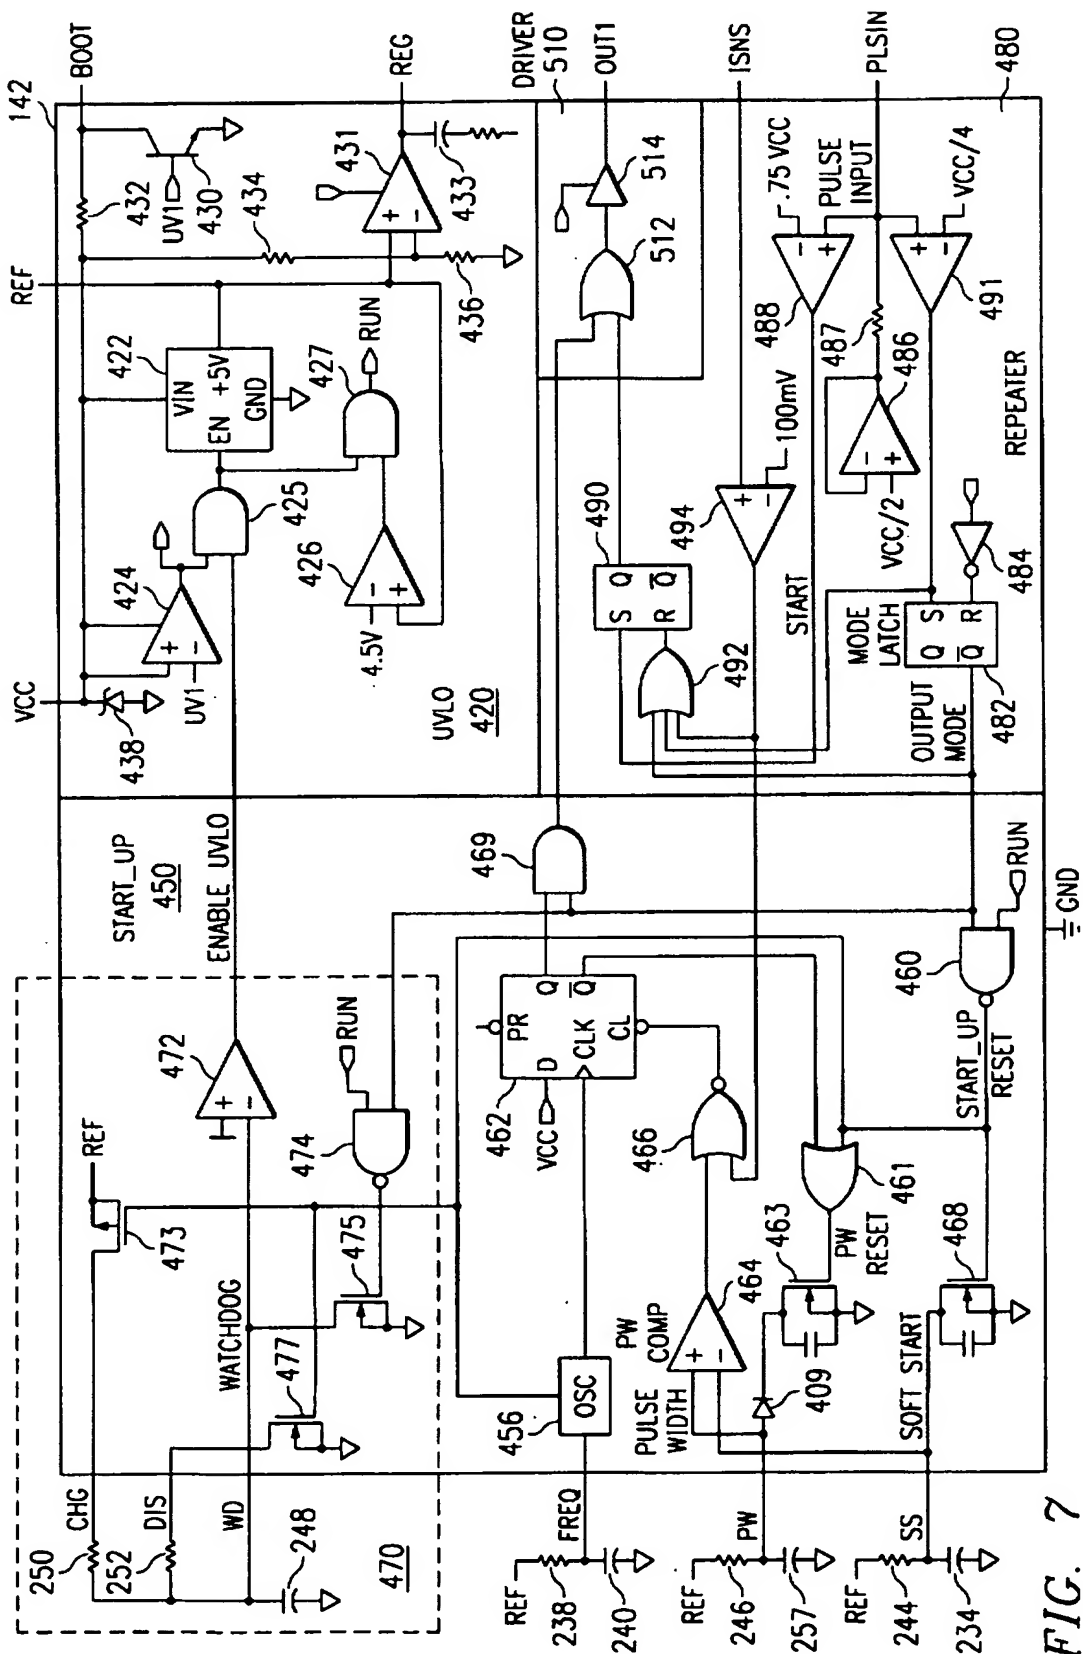 142
VCC
REF
BOOT
REG
START_UP
450
ENABLE UVLO
438
UV1
424
425
EN
VIN
+5V
GND
422
432
UV1
430
434
431
433
436
427
RUN
426
4.5V
UVLO
420
CHG
DIS
WD
250
252
248
470
REF
473
WATCHDOG
477
475
472
474
RUN
DRIVER
510
OUT1
ISNS
PLSIN
514
512
490
S
Q
R
Q
492
494
100mV
START
.75 VCC
PULSE
INPUT
488
487
486
VCC/2
VCC/4
491
REPEATER
480
484
MODE
LATCH
Q
S
Q
R
482
OUTPUT
MODE
469
462
VCC
PR
D
Q
CLK
Q
CL
456
OSC
FREQ
REF
238
240
PULSE
WIDTH
PW
COMP
464
466
409
463
PW
RESET
461
PW
REF
246
257
SOFT START
468
START_UP
RESET
460
RUN
SS
REF
244
234
GND
FIG. 7